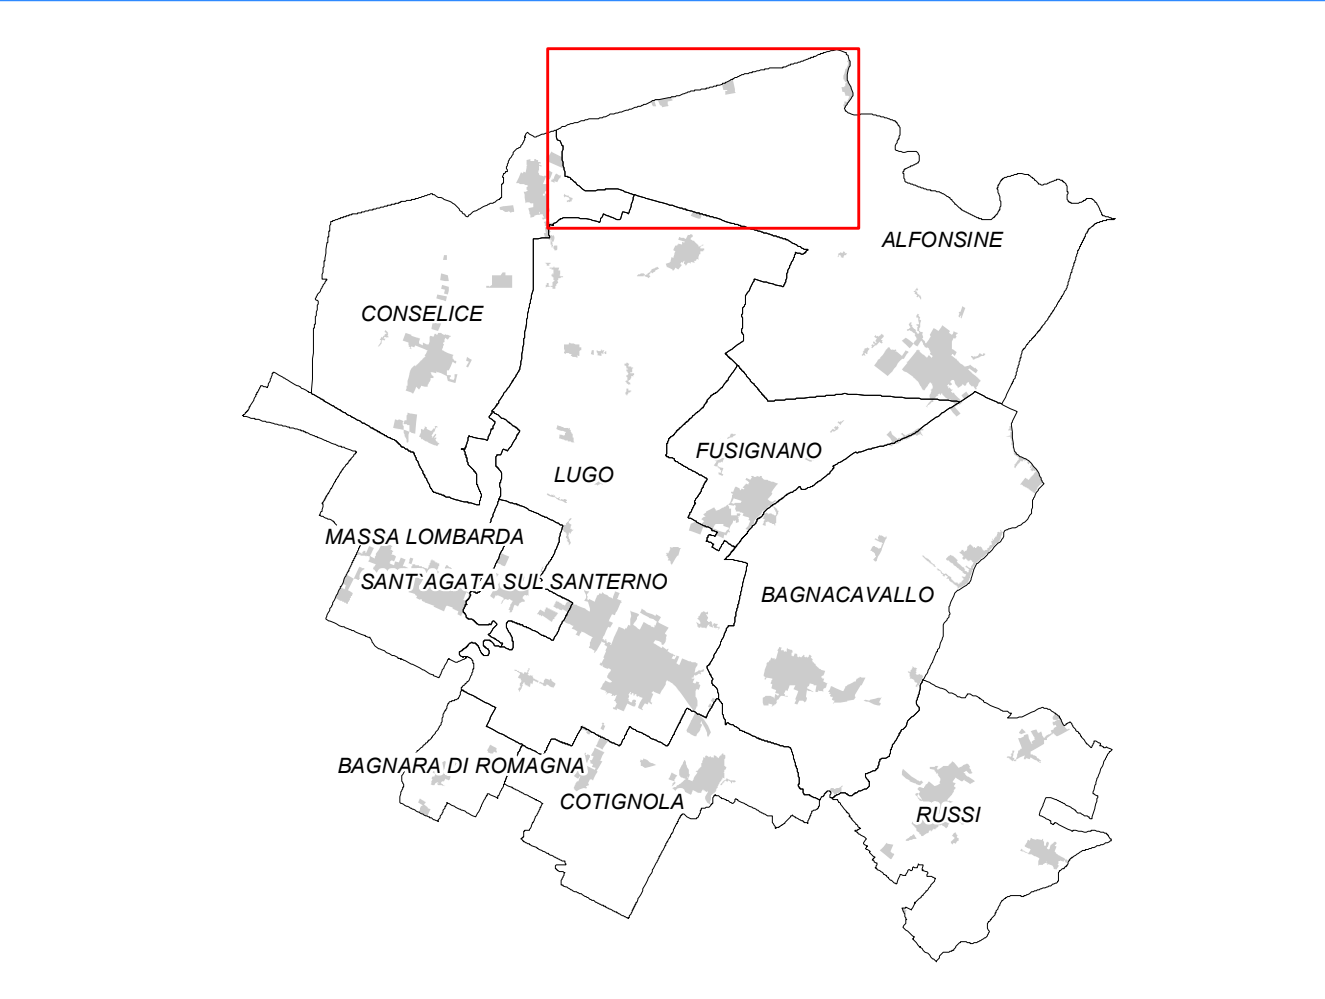 ALFONSINE
CONSELICE
FUSIGNANO
LUGO
MASSA LOMBARDA
SANT`AGATA SUL SANTERNO
BAGNACAVALLO
BAGNARA DI ROMAGNA
COTIGNOLA
RUSSI